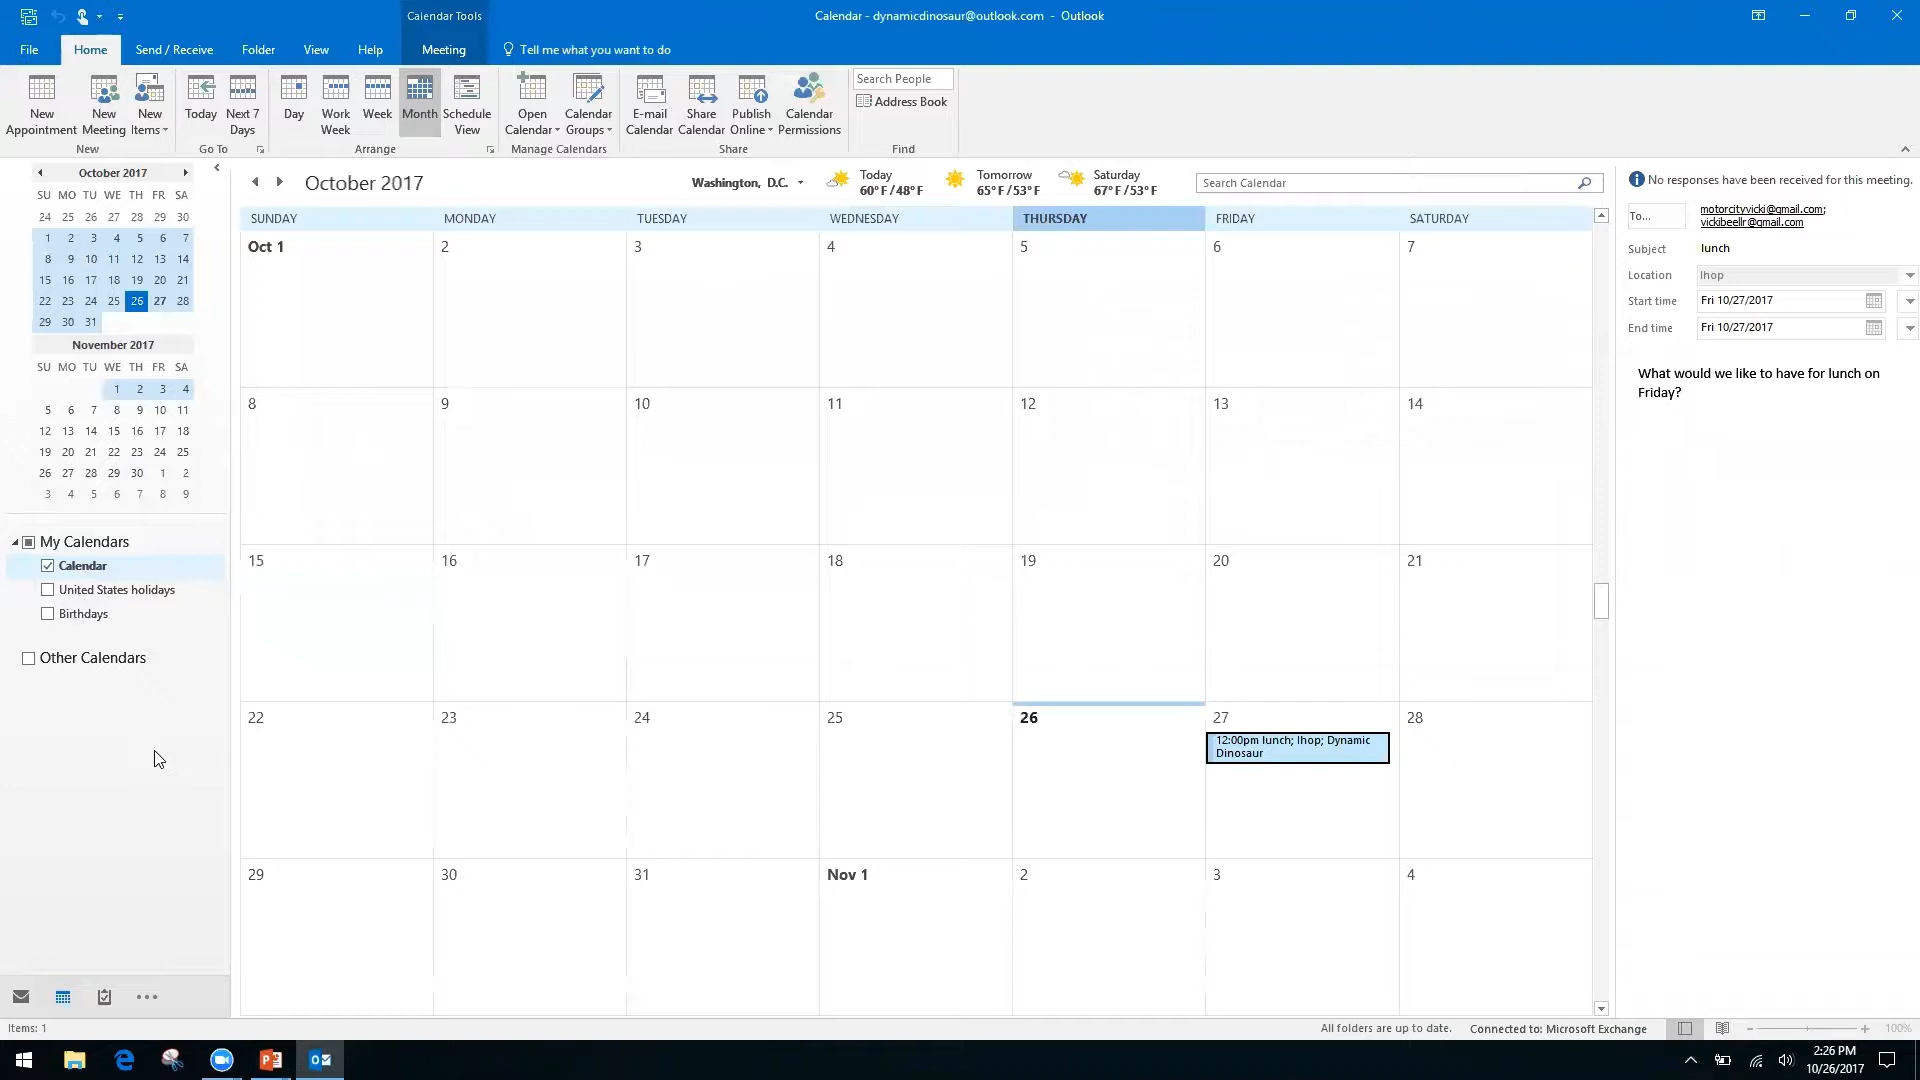 Calendar Tools
Calendar - dynamicdinosaur@outlook.com - Outlook
File Home Send / Receive Folder View Help Meeting Tell me what you want to do
New Appointment
New Meeting
New Items
Today
Next 7 Days
Day
Work Week
Week
Month
Schedule View
Open Calendar
Calendar Groups
E-mail Calendar
Share Calendar
Publish Online
Calendar Permissions
Search People
Address Book
New Go To Arrange Manage Calendars Share Find
October 2017
SU MO TU WE TH FR SA
24 25 26 27 28 29 30
1 2 3 4 5 6 7
8 9 10 11 12 13 14
15 16 17 18 19 20 21
22 23 24 25 26 27 28
29 30 31
November 2017
SU MO TU WE TH FR SA
1 2 3 4
5 6 7 8 9 10 11
12 13 14 15 16 17 18
19 20 21 22 23 24 25
26 27 28 29 30 1 2
3 4 5 6 7 8 9
My Calendars
Calendar
United States holidays
Birthdays
Other Calendars
October 2017
Washington, D.C.
Today
60°F/48°F
Tomorrow
65°F/53°F
Saturday
67°F/53°F
Search Calendar
SUNDAY MONDAY TUESDAY WEDNESDAY THURSDAY FRIDAY SATURDAY
Oct 1 2 3 4 5 6 7
8 9 10 11 12 13 14
15 16 17 18 19 20 21
22 23 24 25 26 27 28
12:00pm lunch; Ihop; Dynamic
Dinosaur
29 30 31 Nov 1 2 3 4
No responses have been received for this meeting.
To... motorcityvicki@gmail.com;
vickibeellr@gmail.com
Subject lunch
Location Ihop
Start time Fri 10/27/2017
End time Fri 10/27/2017
What would we like to have for lunch on
Friday?
Items: 1
All folders are up to date. Connected to: Microsoft Exchange 100%
2:26 PM
10/26/2017